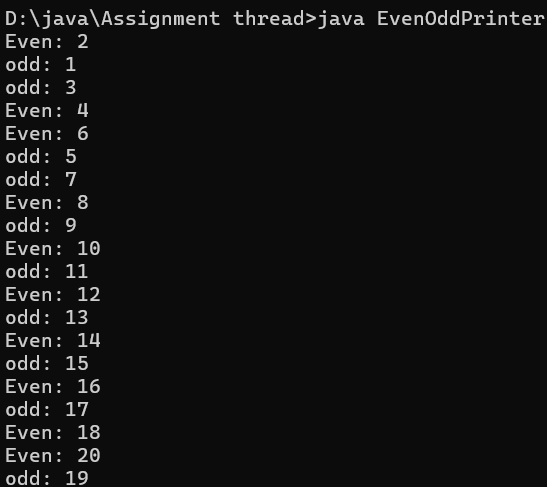 D:\java\Assignment thread>java EvenOddPrinter
Even: 2
odd: 1
odd: 3
Even: 4
Even: 6
odd: 5
odd: 7
Even: 8
odd: 9
Even: 10
odd: 11
Even: 12
odd: 13
Even: 14
odd: 15
Even: 16
odd: 17
Even: 18
Even: 20
odd: 19